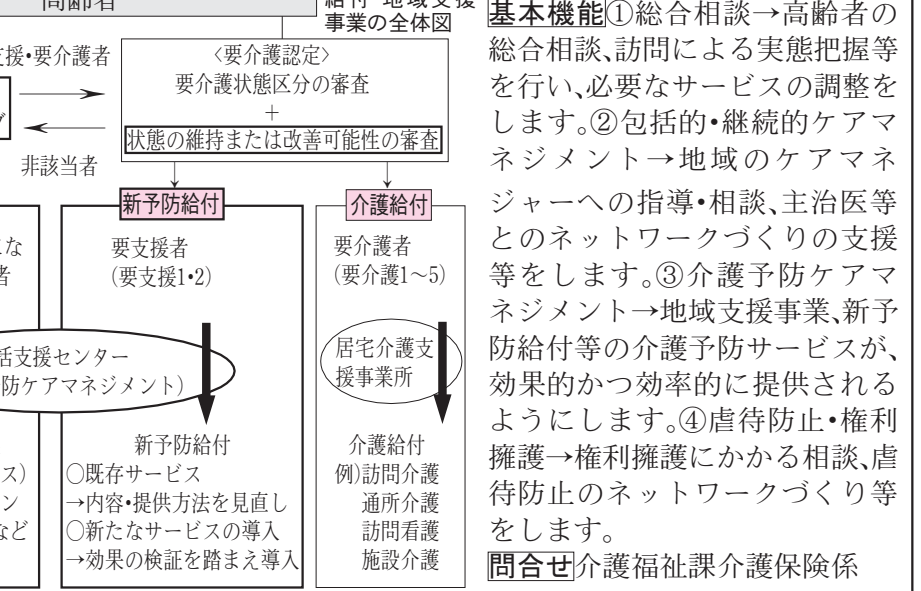 高齢者
給付・地域支援
事業の全体図
支援・要介護者
〈要介護認定〉
要介護状態区分の審査
+
状態の維持または改善可能性の審査
非該当者
新予防給付
介護給付
要支援者
(要支援1・2)
要介護者
(要介護1〜5)
な
者
括支援センター
防ケアマネジメント)
居宅介護支
援事業所
ス)
ン
など
新予防給付
○既存サービス
→内容・提供方法を見直し
○新たなサービスの導入
→効果の検証を踏まえ導入
介護給付
例)訪問介護
通所介護
訪問看護
施設介護
基本機能①総合相談→高齢者の
総合相談、訪問による実態把握等
を行い、必要なサービスの調整を
します。②包括的・継続的ケアマ
ネジメント→地域のケアマネ
ジャーへの指導・相談、主治医等
とのネットワークづくりの支援
等をします。③介護予防ケアマ
ネジメント→地域支援事業、新予
防給付等の介護予防サービスが、
効果的かつ効率的に提供される
ようにします。④虐待防止・権利
擁護→権利擁護にかかる相談、虐
待防止のネットワークづくり等
をします。
問合せ介護福祉課介護保険係